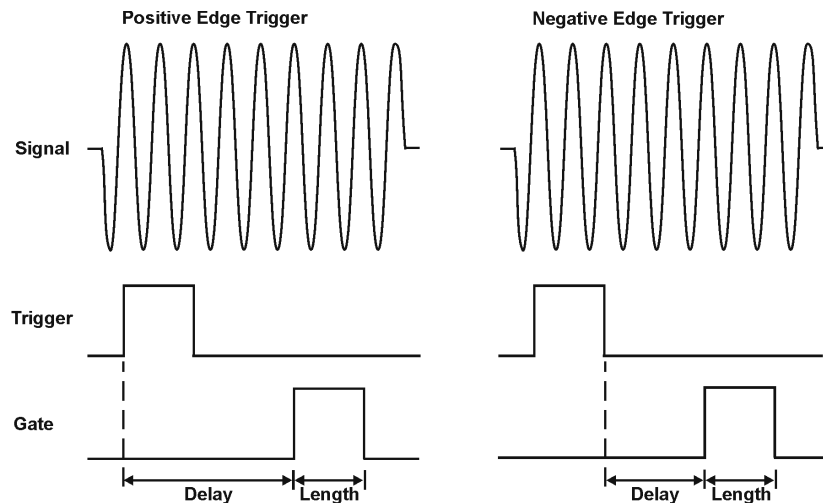 Positive Edge Trigger
Negative Edge Trigger
Signal
Trigger
Gate
Delay
Length
Delay
Length